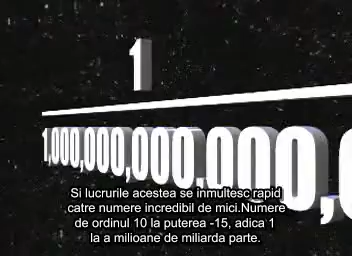 1
1,000,000,000,000,000,
Si lucrurile acestea se inmultesc rapid
catre numere incredibil de mici.Numere
de ordinul 10 la puterea -15, adica 1
la a milioane de miliarda parte.